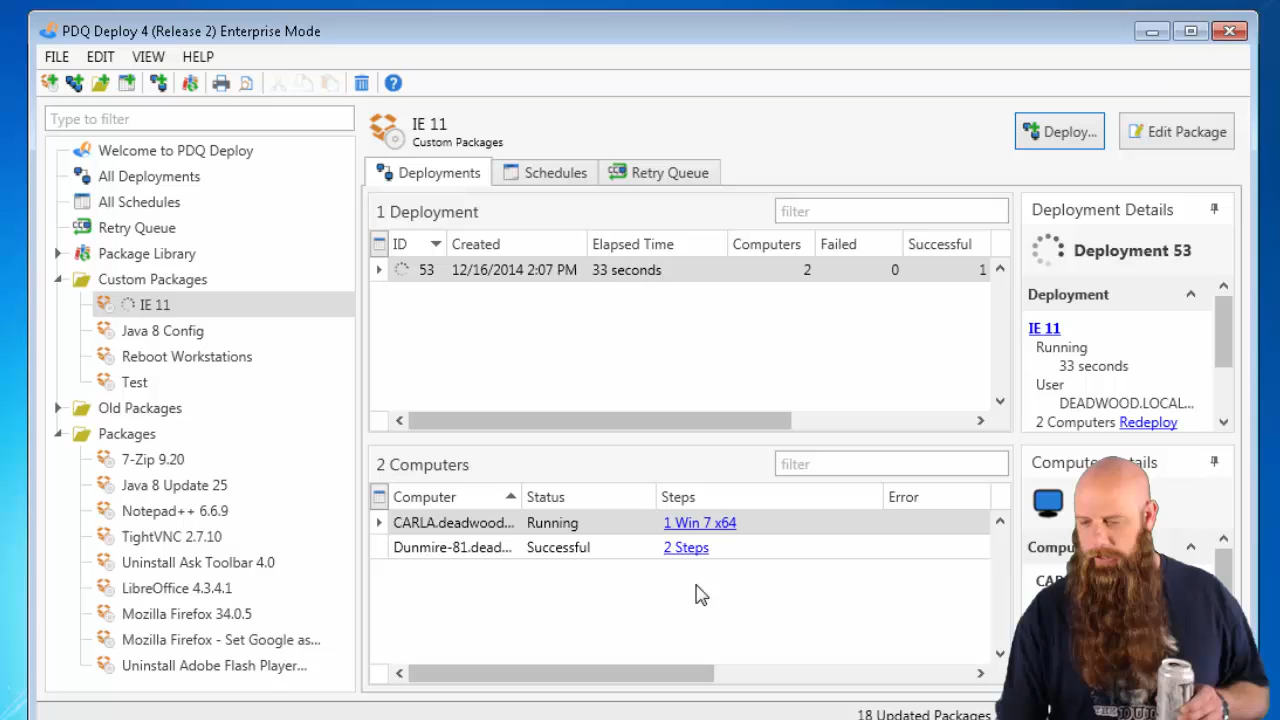 PDQ Deploy 4 (Release 2) Enterprise Mode
FILE EDIT VIEW HELP
Type to filter
Welcome to PDQ Deploy
All Deployments
All Schedules
Retry Queue
Package Library
Custom Packages
IE 11
Java 8 Config
Reboot Workstations
Test
Old Packages
Packages
7-Zip 9.20
Java 8 Update 25
Notepad++ 6.6.9
TightVNC 2.7.10
Uninstall Ask Toolbar 4.0
LibreOffice 4.3.4.1
Mozilla Firefox 34.0.5
Mozilla Firefox - Set Google as...
Uninstall Adobe Flash Player...
IE 11
Custom Packages
Deploy... Edit Package
Deployments Schedules Retry Queue
1 Deployment filter
ID Created Elapsed Time Computers Failed Successful
53 12/16/2014 2:07 PM 33 seconds 2 0 1
2 Computers filter
Computer Status Steps Error
CARLA.deadwood... Running 1 Win 7 x64
Dunmire-81.dead... Successful 2 Steps
Deployment Details
Deployment 53
Deployment
IE 11
Running
33 seconds
User
DEADWOOD.LOCAL...
2 Computers Redeploy
18 Updated Packages